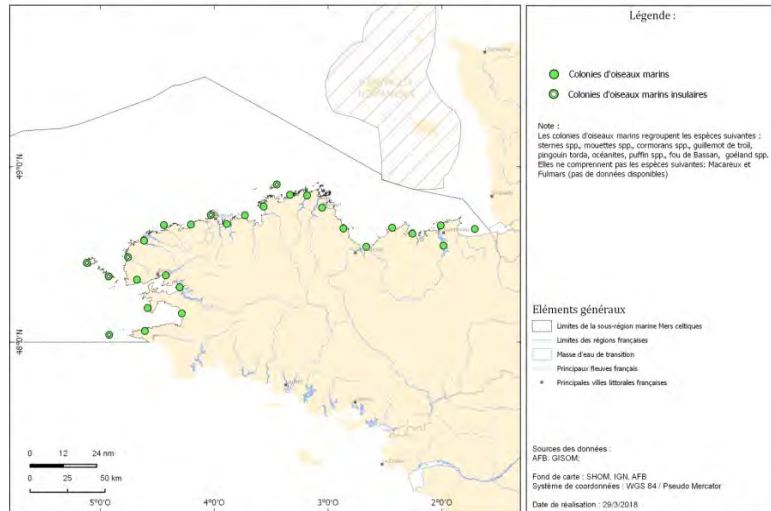 Légende :
Colonies d'oiseaux marins
Colonies d'oiseaux marins insulaires
Note :
Les colonies d'oiseaux marins regroupent les espèces suivantes :
sternes spp., mouettes spp., cormorans spp., guillemot de troil,
pingouin torda, océanites, puffin spp., fou de Bassan, goéland spp.
Elles ne comprennent pas les espèces suivantes: Macareux et
Fulmars (pas de données disponibles)
Eléments généraux
Limites de la sous-région marine Mers celtiques
Limites des régions françaises
Masse d'eau de transition
Principaux fleuves français
Principales villes littorales françaises
Sources des données :
AFB: GISOM;
Fond de carte : SHOM, IGN, AFB
Système de coordonnées : WGS 84 / Pseudo Mercator
Date de réalisation : 29/3/2018
49°0'N
48°0'N
0 12 24 nm
0 25 50 km
5°0'O 4°0'O 3°0'O 2°0'O